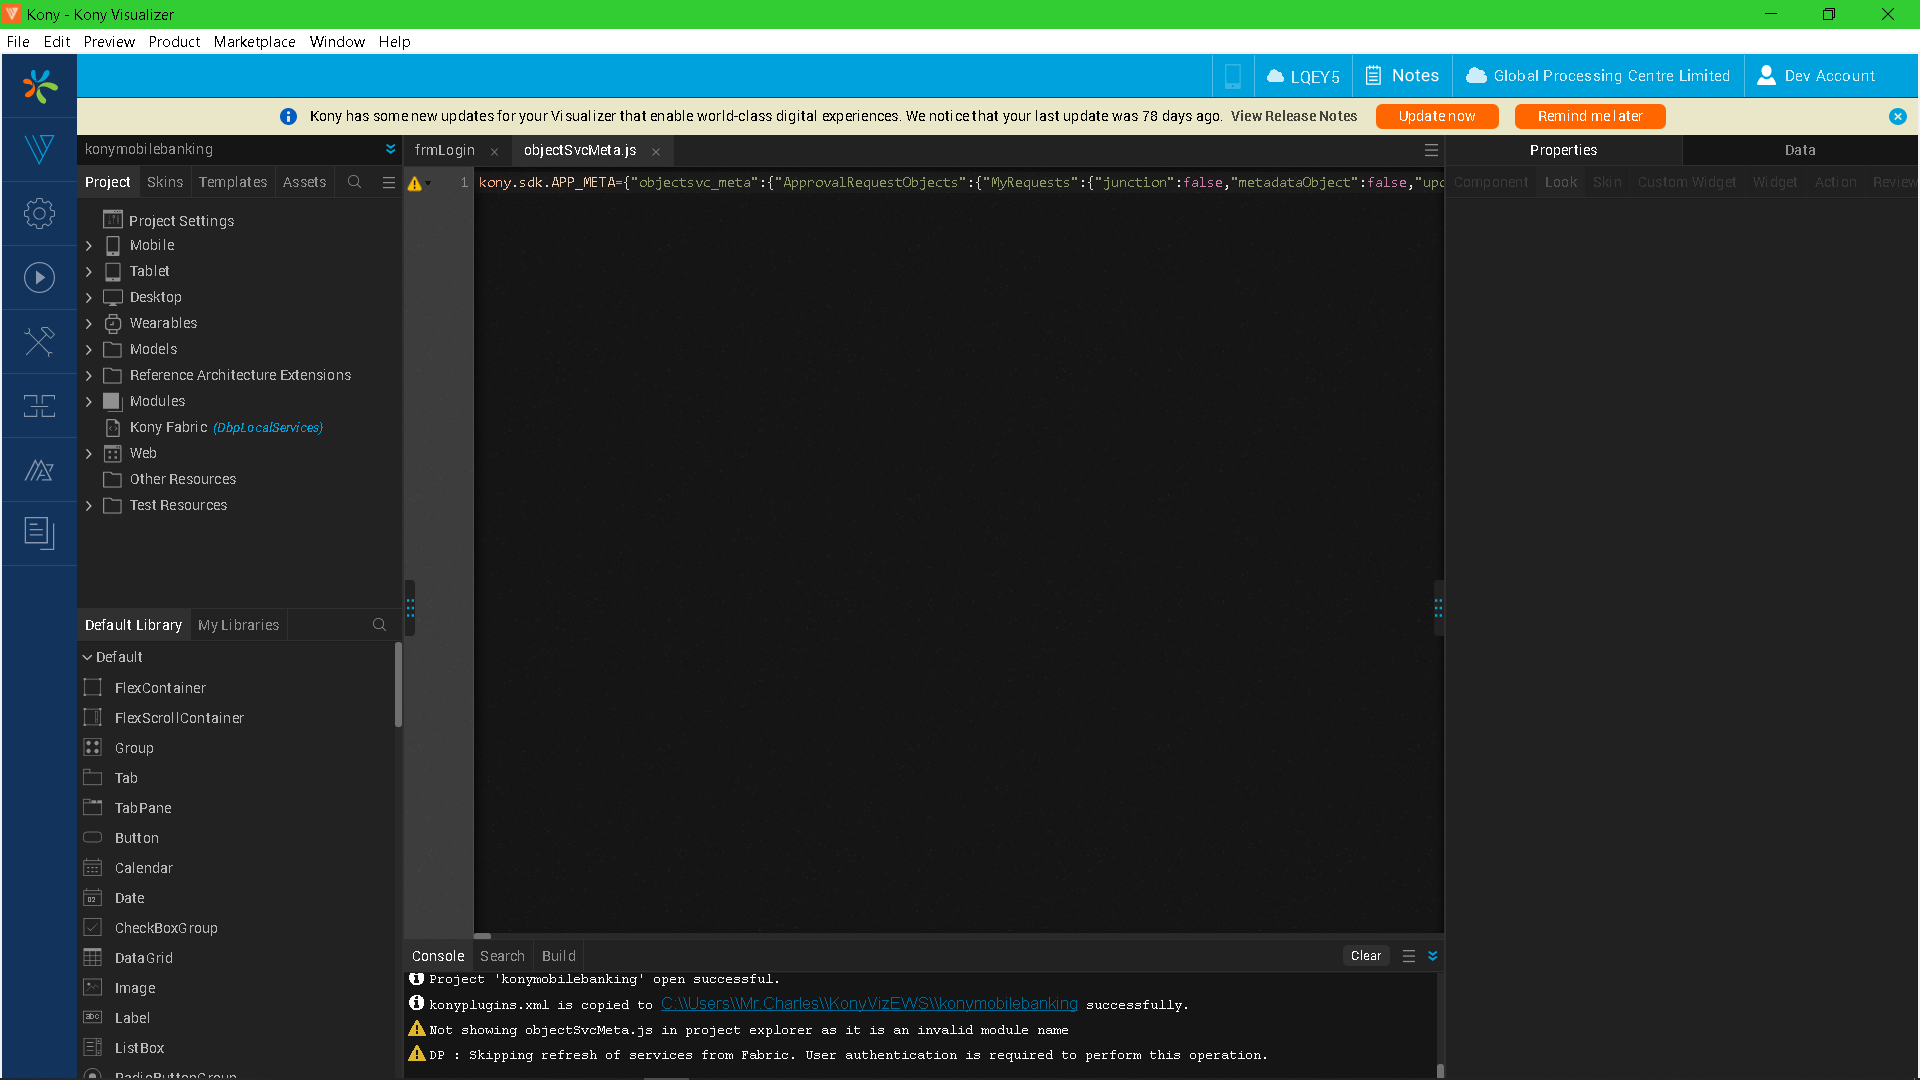 Kony - Kony Visualizer
File Edit Preview Product Marketplace Window Help
LQEY5 Notes Global Processing Centre Limited Dev Account
Kony has some new updates for your Visualizer that enable world-class digital experiences. We notice that your last update was 78 days ago. View Release Notes Update now Remind me later
konymobilebanking frmLogin objectSvcMeta.js Properties Data
Project Skins Templates Assets
1 kony.sdk.APP_META={"objectsvc_meta":{"ApprovalRequestObjects":{"MyRequests":{"junction":false,"metadataObject":false,"upd
Component Look Skin Custom Widget Widget Action Review
Project Settings
Mobile
Tablet
Desktop
Wearables
Models
Reference Architecture Extensions
Modules
Kony Fabric (DbpLocalServices)
Web
Other Resources
Test Resources
Default Library My Libraries
Default
FlexContainer
FlexScrollContainer
Group
Tab
TabPane
Button
Calendar
02 Date
CheckBoxGroup
DataGrid
Image
abc Label
ListBox
RadioButtonGroup
Console Search Build Clear
Project 'konymobilebanking' open successful.
konyplugins.xml is copied to C:\\Users\\Mr.Charles\\KonyVizEWS\\konymobilebanking successfully.
Not showing objectSvcMeta.js in project explorer as it is an invalid module name
DP : Skipping refresh of services from Fabric. User authentication is required to perform this operation.